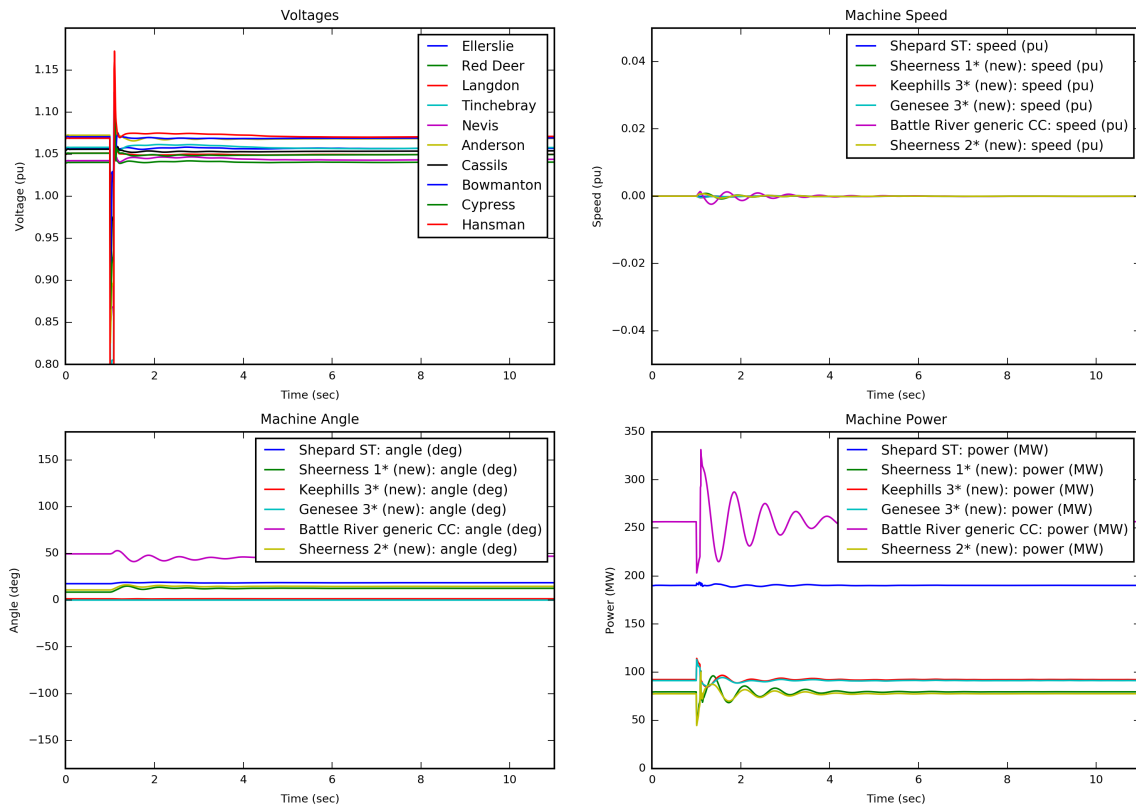 Voltages
1.15
1.10
1.05
1.00
0.95
0.90
0.85
0.80
Voltage (pu)
0
2
4
6
8
10
Time (sec)
Ellerslie
Red Deer
Langdon
Tinchebray
Nevis
Anderson
Cassils
Bowmanton
Cypress
Hansman
Machine Speed
0.04
0.02
0.00
−0.02
−0.04
Speed (pu)
0
2
4
6
8
10
Time (sec)
Shepard ST: speed (pu)
Sheerness 1* (new): speed (pu)
Keephills 3* (new): speed (pu)
Genesee 3* (new): speed (pu)
Battle River generic CC: speed (pu)
Sheerness 2* (new): speed (pu)
Machine Angle
150
100
50
0
−50
−100
−150
Angle (deg)
0
2
4
6
8
10
Time (sec)
Shepard ST: angle (deg)
Sheerness 1* (new): angle (deg)
Keephills 3* (new): angle (deg)
Genesee 3* (new): angle (deg)
Battle River generic CC: angle (deg)
Sheerness 2* (new): angle (deg)
Machine Power
350
300
250
200
150
100
50
0
Power (MW)
0
2
4
6
8
10
Time (sec)
Shepard ST: power (MW)
Sheerness 1* (new): power (MW)
Keephills 3* (new): power (MW)
Genesee 3* (new): power (MW)
Battle River generic CC: power (MW)
Sheerness 2* (new): power (MW)